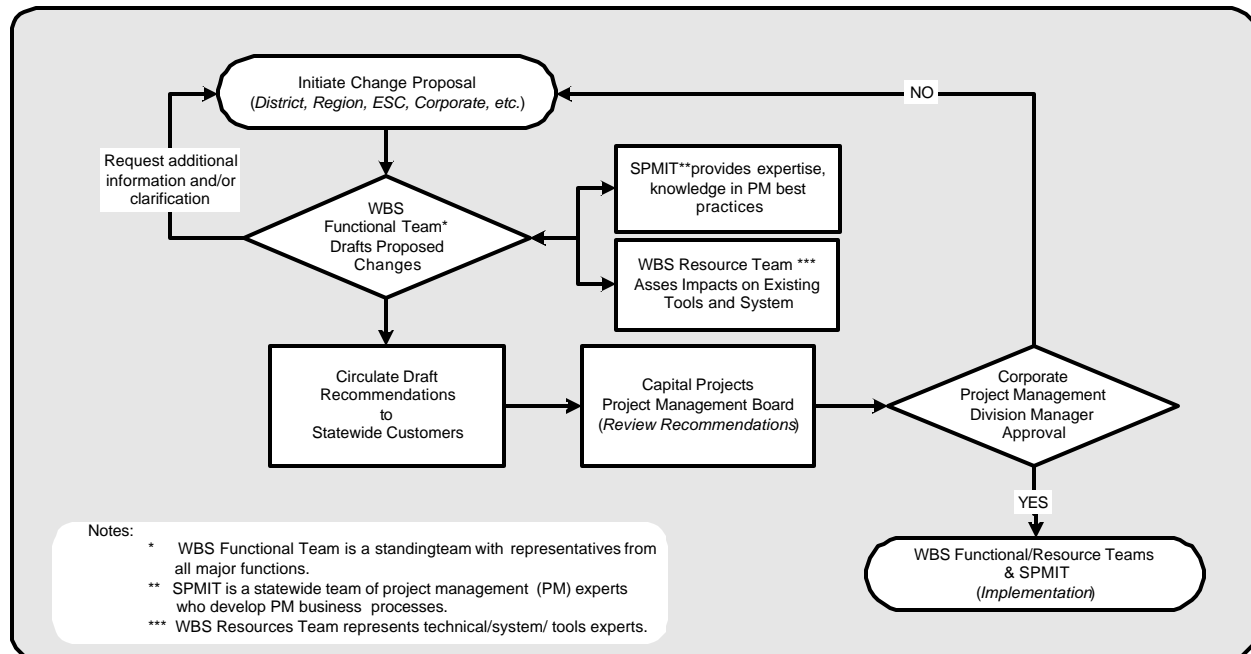 Initiate Change Proposal
(District, Region, ESC, Corporate, etc.)
NO
Request additional
information and/or
clarification
SPMIT**provides expertise,
knowledge in PM best
practices
WBS
Functional Team*
Drafts Proposed
Changes
WBS Resource Team ***
Asses Impacts on Existing
Tools and System
Circulate Draft
Recommendations
to
Statewide Customers
Capital Projects
Project Management Board
(Review Recommendations)
Corporate
Project Management
Division Manager
Approval
YES
WBS Functional/Resource Teams
& SPMIT
(Implementation)
Notes:
* WBS Functional Team is a standingteam with representatives from
all major functions.
** SPMIT is a statewide team of project management (PM) experts
who develop PM business processes.
*** WBS Resources Team represents technical/system/ tools experts.